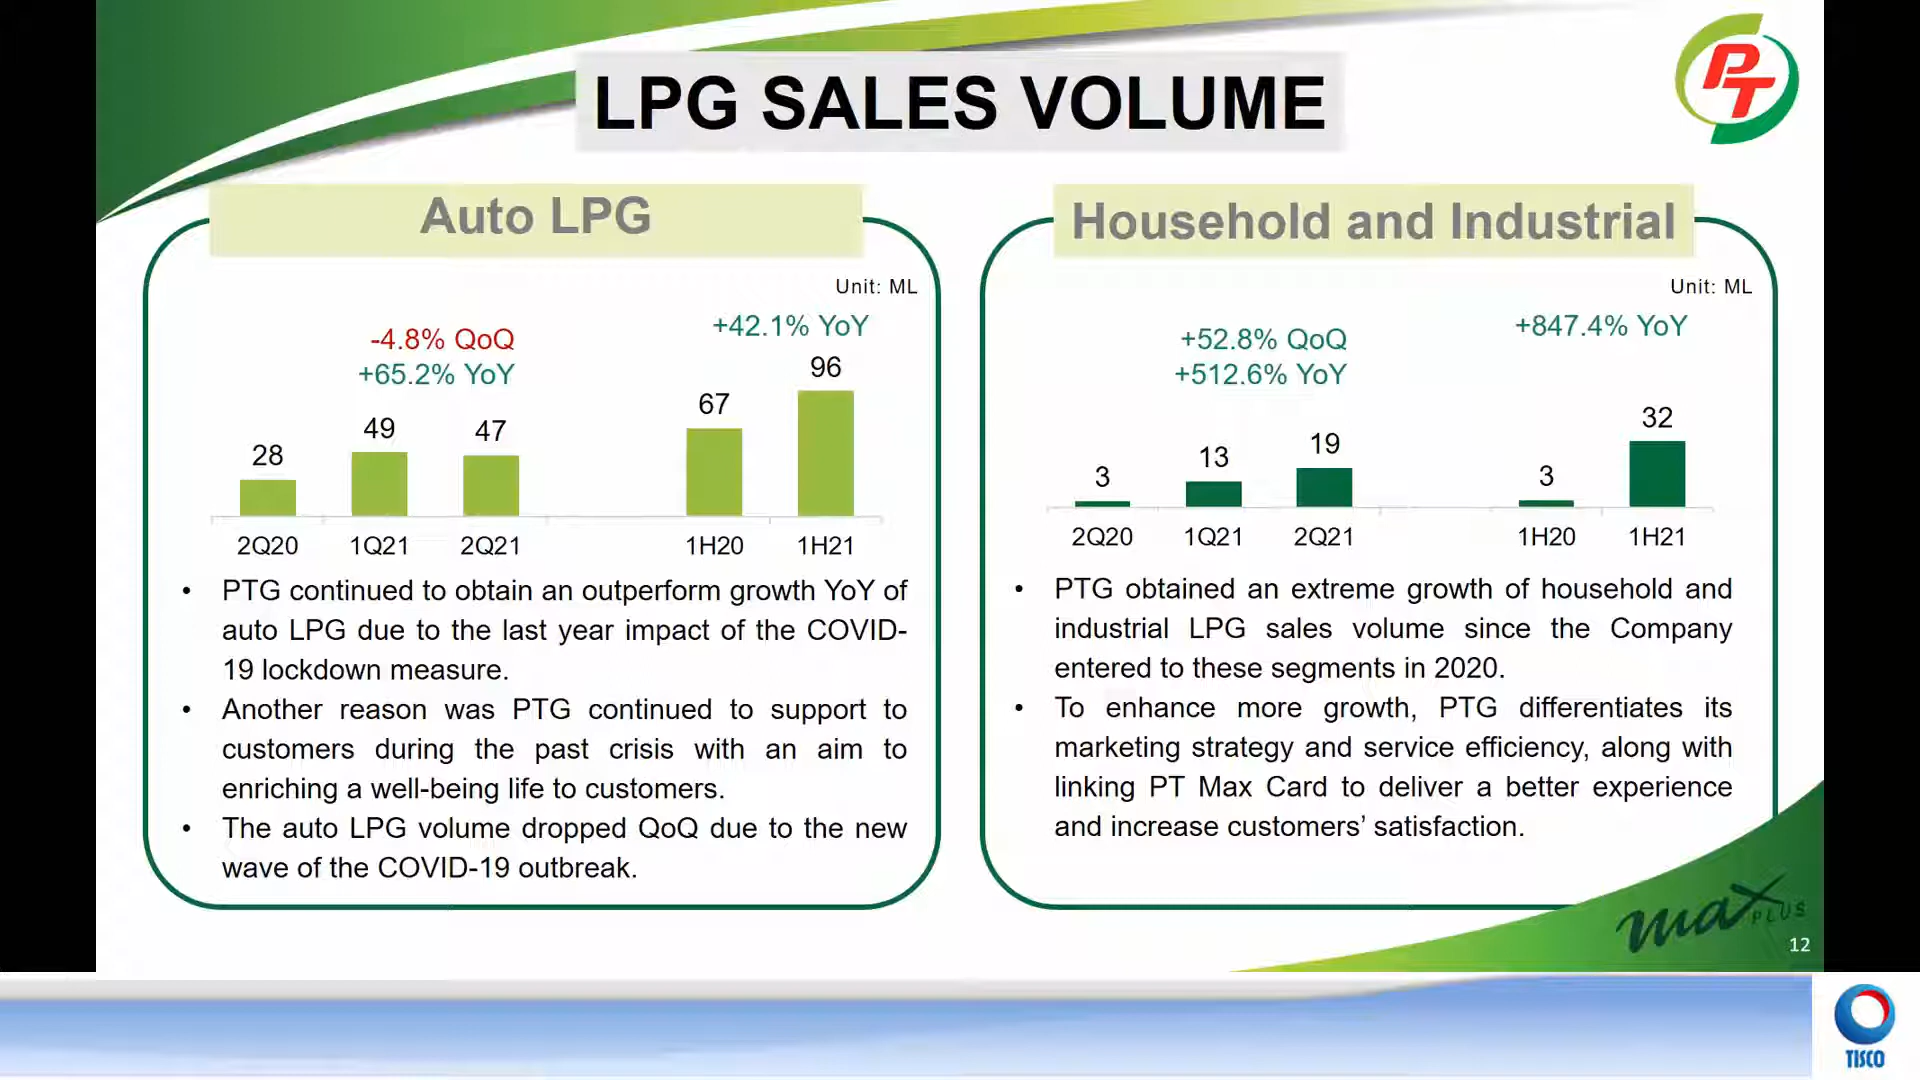 LPG SALES VOLUME
PT
Auto LPG
Unit: ML
-4.8% QoQ
+65.2% YoY
+42.1% YoY
28
49
47
67
96
2Q20
1Q21
2Q21
1H20
1H21
• PTG continued to obtain an outperform growth YoY of
auto LPG due to the last year impact of the COVID-
19 lockdown measure.
• Another reason was PTG continued to support to
customers during the past crisis with an aim to
enriching a well-being life to customers.
• The auto LPG volume dropped QoQ due to the new
wave of the COVID-19 outbreak.
Household and Industrial
Unit: ML
+52.8% QoQ
+512.6% YoY
+847.4% YoY
3
13
19
3
32
2Q20
1Q21
2Q21
1H20
1H21
• PTG obtained an extreme growth of household and
industrial LPG sales volume since the Company
entered to these segments in 2020.
• To enhance more growth, PTG differentiates its
marketing strategy and service efficiency, along with
linking PT Max Card to deliver a better experience
and increase customers’ satisfaction.
max PLUS
12
TISCO